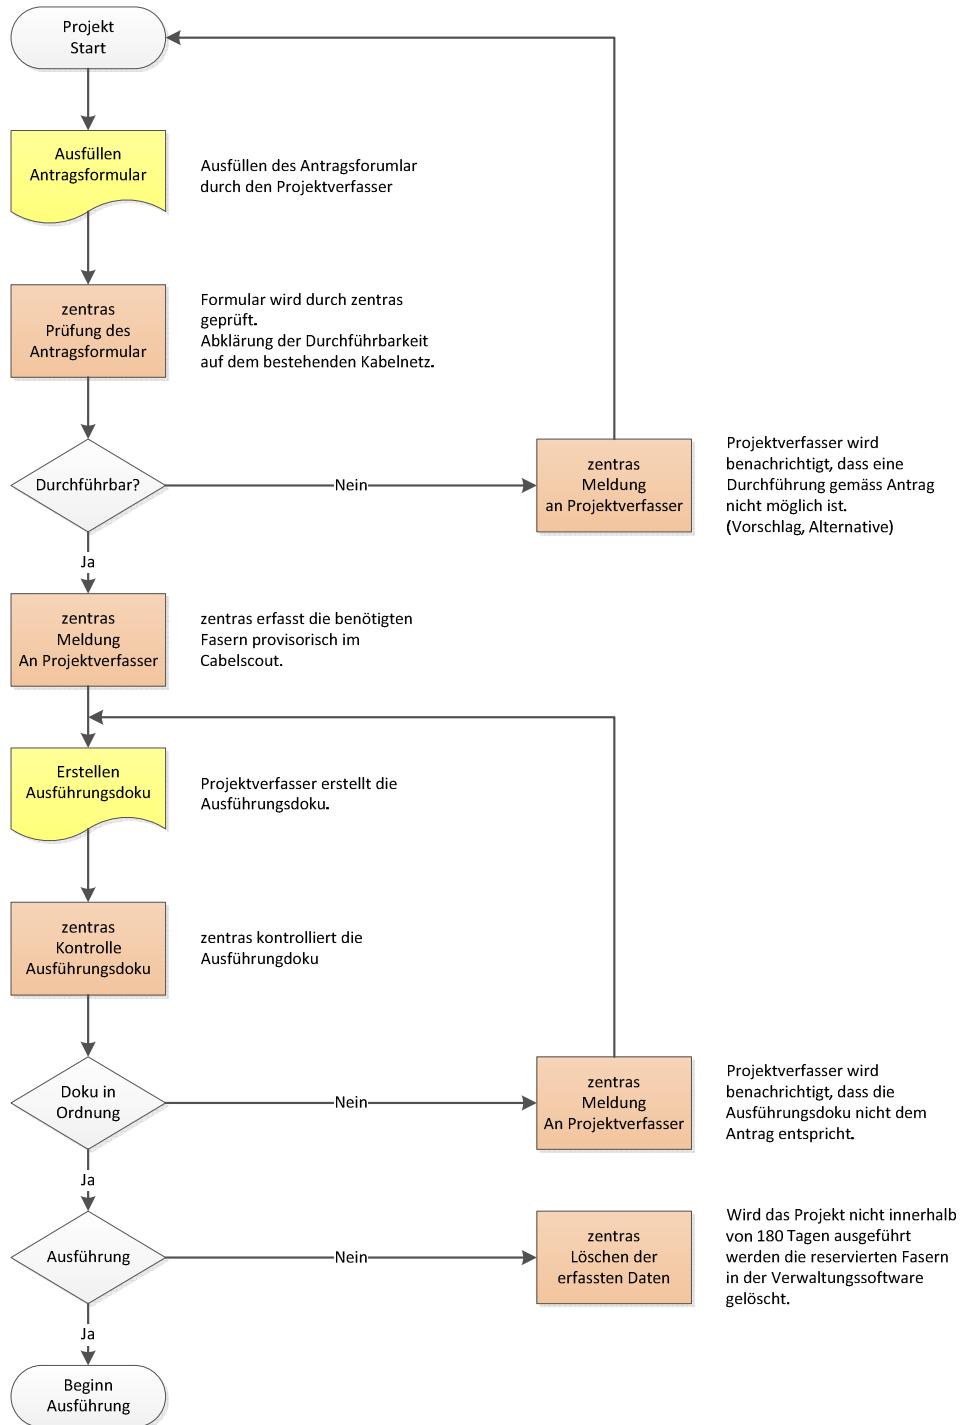 Projekt
Start
Ausfüllen
Antragsformular
Ausfüllen des Antragsforumlar
durch den Projektverfasser
zentras
Prüfung des
Antragsformular
Formular wird durch zentras
geprüft.
Abklärung der Durchführbarkeit
auf dem bestehenden Kabelnetz.
Durchführbar?
Nein
zentras
Meldung
an Projektverfasser
Projektverfasser wird
benachrichtigt, dass eine
Durchführung gemäss Antrag
nicht möglich ist.
(Vorschlag, Alternative)
Ja
zentras
Meldung
An Projektverfasser
zentras erfasst die benötigten
Fasern provisorisch im
Cabelscout.
Erstellen
Ausführungsdoku
Projektverfasser erstellt die
Ausführungsdoku.
zentras
Kontrolle
Ausführungsdoku
zentras kontrolliert die
Ausführungdoku
Doku in
Ordnung
Nein
zentras
Meldung
An Projektverfasser
Projektverfasser wird
benachrichtigt, dass die
Ausführungsdoku nicht dem
Antrag entspricht.
Ja
Ausführung
Nein
zentras
Löschen der
erfassten Daten
Wird das Projekt nicht innerhalb
von 180 Tagen ausgeführt
werden die reservierten Fasern
in der Verwaltungssoftware
gelöscht.
Ja
Beginn
Ausführung